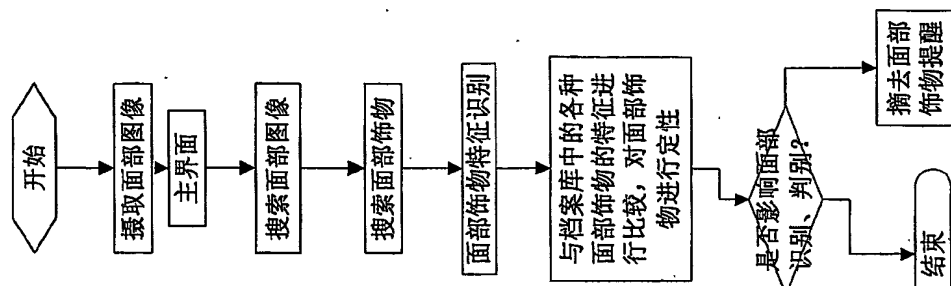 开始
摄取面部图像
主界面
搜索面部图像
搜索面部饰物
面部饰物特征识别
与档案库中的各种
面部饰物的特征进
行比较，对面部饰
物进行定性
是否影响面部
识别、判别？
摘去面部
饰物提醒
结束